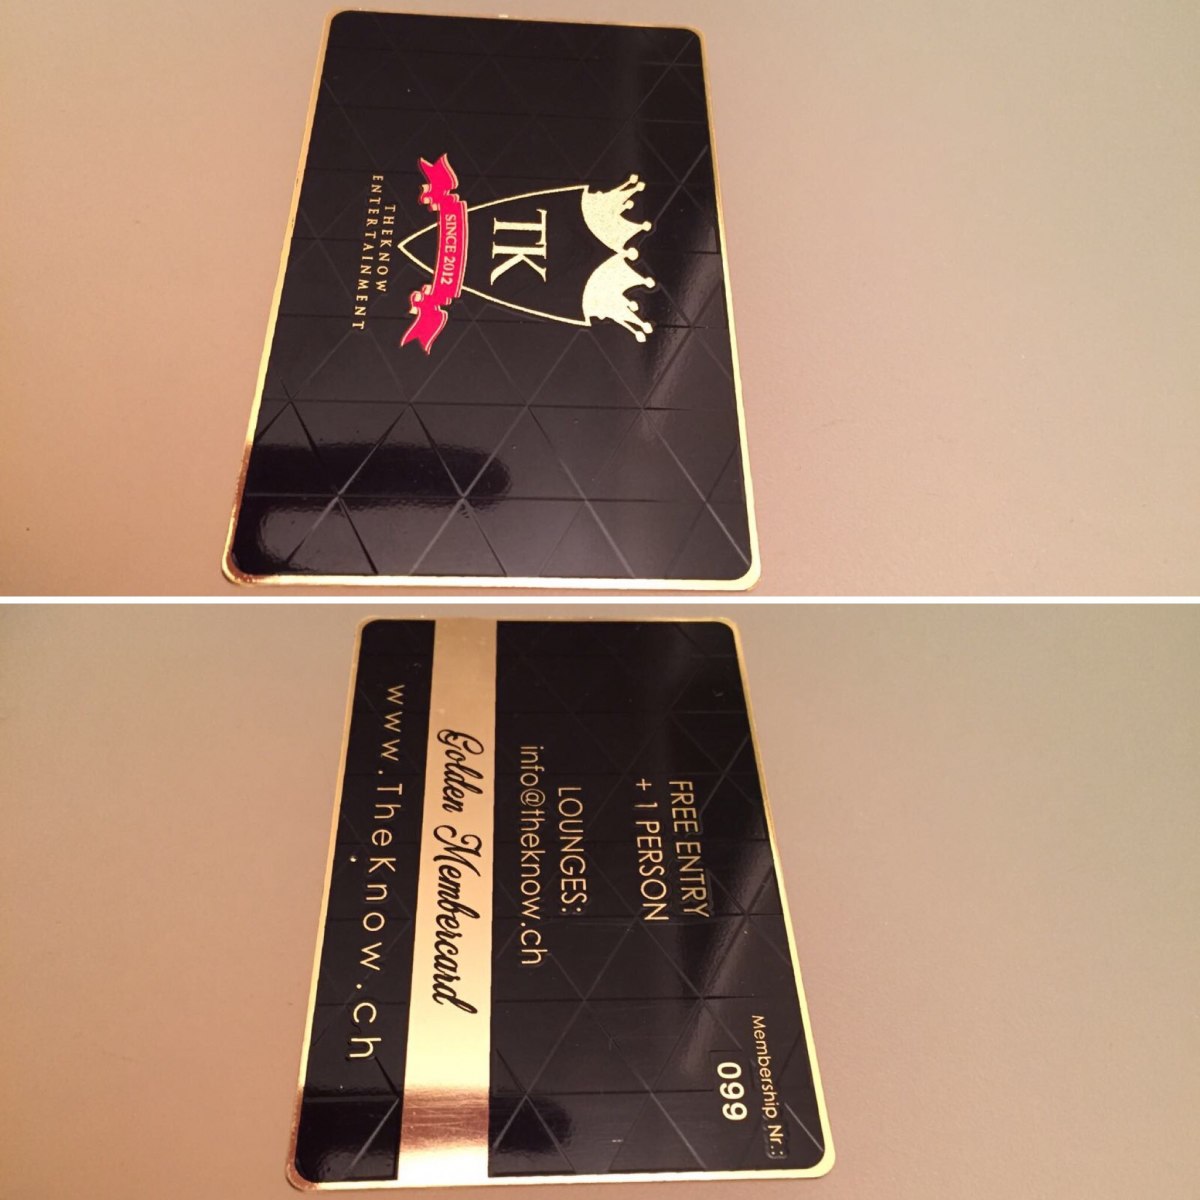 TK
SINCE 2012
THEKNOW
ENTERTAINMENT
Membership Nr.:
099
FREE ENTRY
+ 1 PERSON
LOUNGES:
info@theknow.ch
Golden Membercard
www.TheKnow.ch